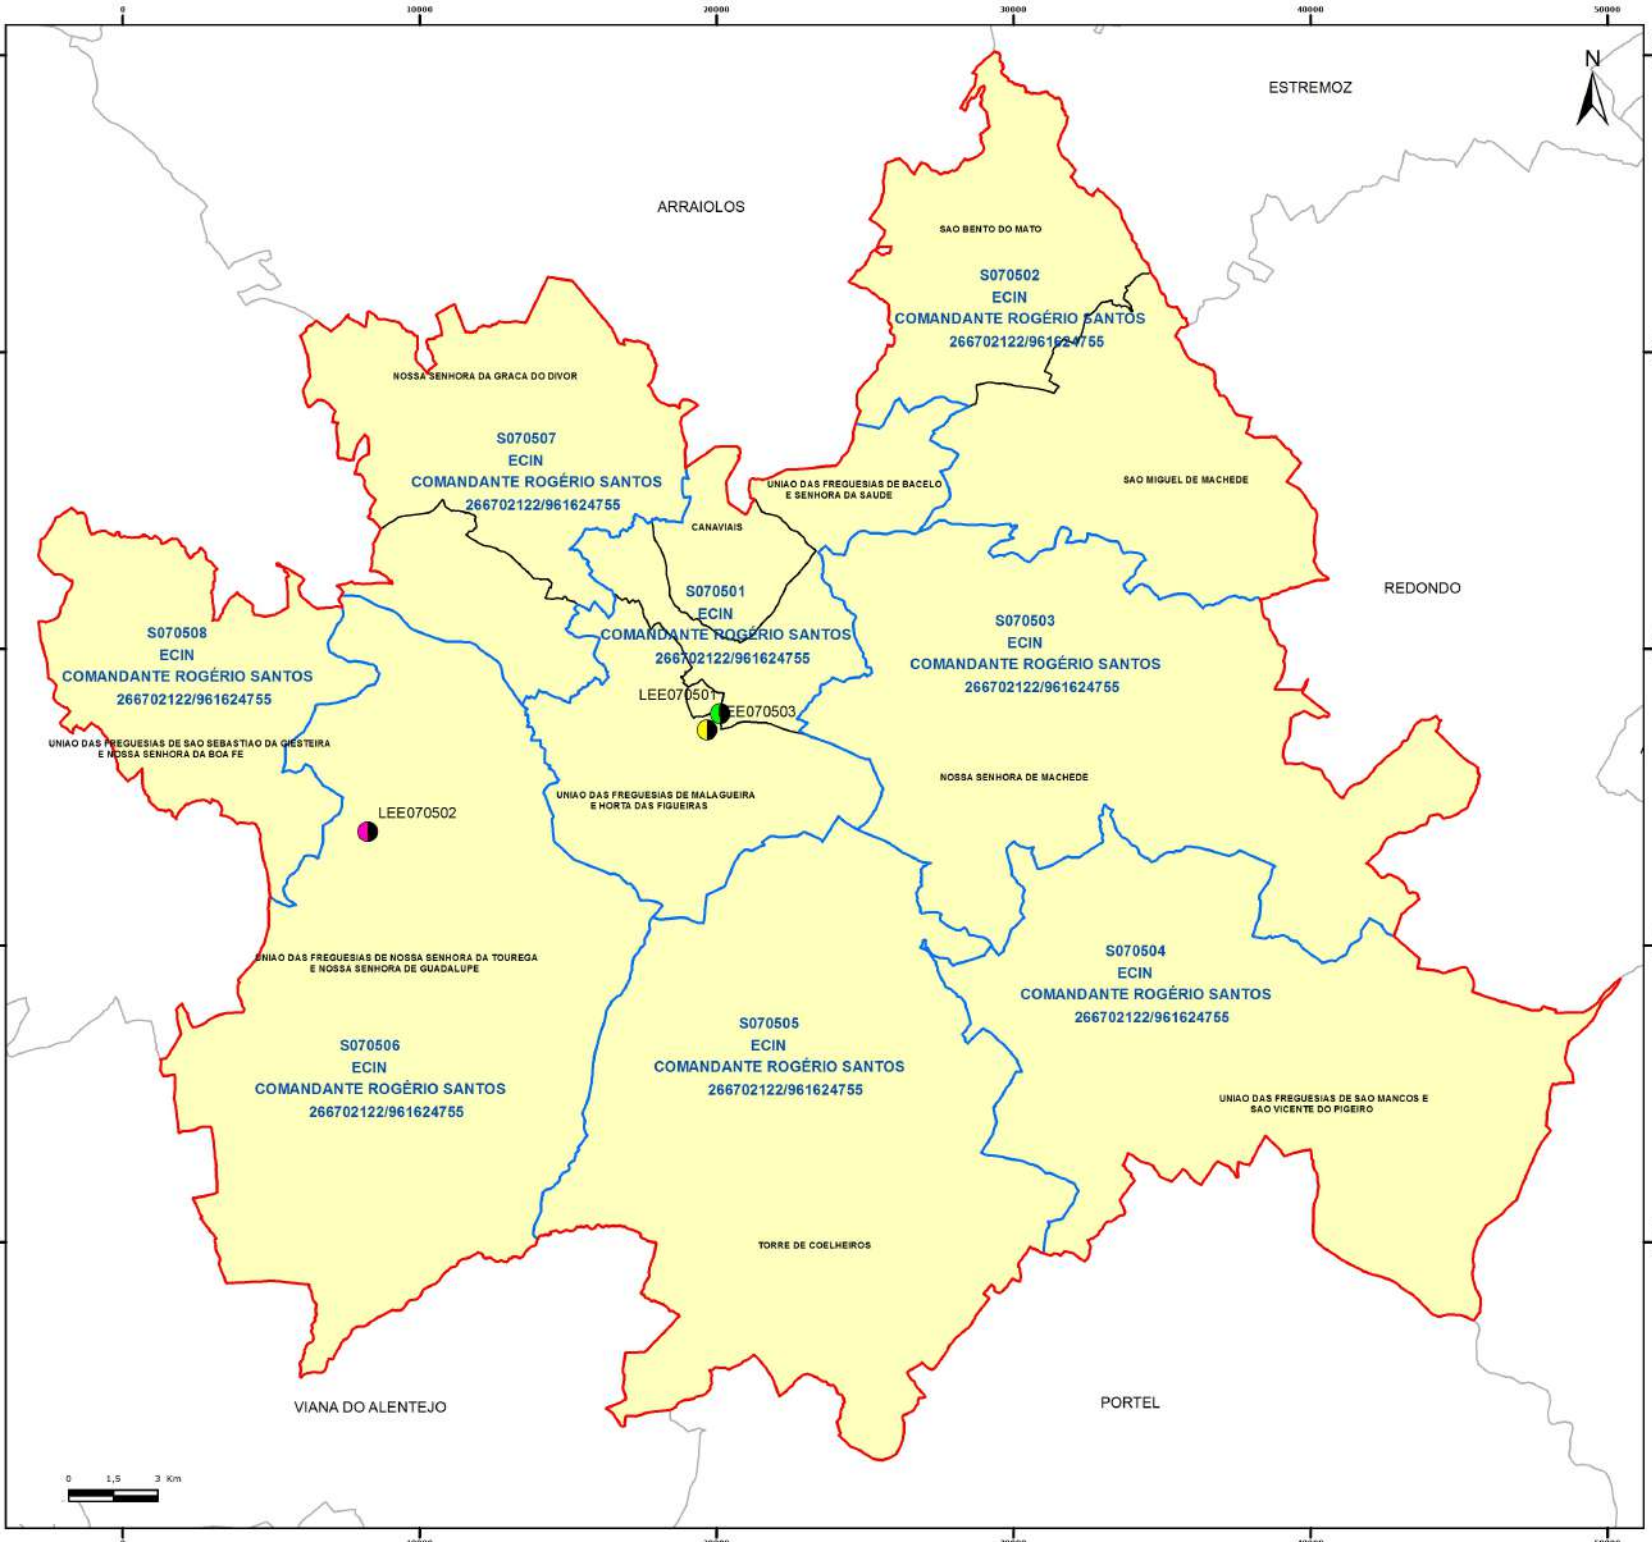 0 10000 20000 30000 40000 50000
N
ESTREMOZ
ARRAIOLOS
SAO BENTO DO MATO
S070502
ECIN
COMANDANTE ROGÉRIO SANTOS
266702122/961624755
NOSSA SENHORA DA GRACA DO DIVOR
S070507
ECIN
COMANDANTE ROGÉRIO SANTOS
266702122/961624755
UNIAO DAS FREGUESIAS DE BACELO
E SENHORA DA SAUDE
SAO MIGUEL DE MACHEDE
CANAVIAIS
REDONDO
S070501
ECIN
COMANDANTE ROGÉRIO SANTOS
266702122/961624755
S070503
ECIN
COMANDANTE ROGÉRIO SANTOS
266702122/961624755
S070508
ECIN
COMANDANTE ROGÉRIO SANTOS
266702122/961624755
LEE070501
EE070503
UNIAO DAS FREGUESIAS DE SAO SEBASTIAO DA GIESTEIRA
E NOSSA SENHORA DA BOA FE
NOSSA SENHORA DE MACHEDE
UNIAO DAS FREGUESIAS DE MALAGUEIRA
E HORTA DAS FIGUEIRAS
LEE070502
UNIAO DAS FREGUESIAS DE NOSSA SENHORA DA TOUREGA
E NOSSA SENHORA DE GUADALUPE
S070504
ECIN
COMANDANTE ROGÉRIO SANTOS
266702122/961624755
S070505
ECIN
COMANDANTE ROGÉRIO SANTOS
266702122/961624755
S070506
ECIN
COMANDANTE ROGÉRIO SANTOS
266702122/961624755
UNIAO DAS FREGUESIAS DE SAO MANCOS E
SAO VICENTE DO PIGEIRO
TORRE DE COELHEIROS
VIANA DO ALENTEJO
PORTEL
0 1,5 3 Km